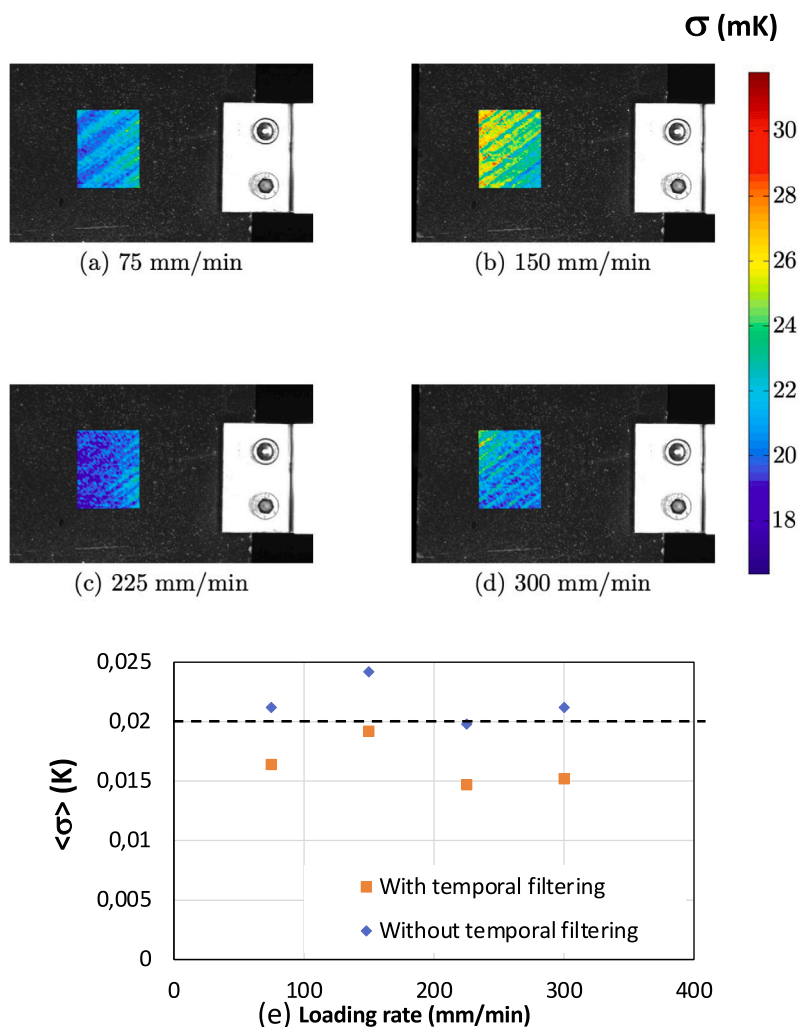 σ (mK)
30
28
26
24
22
20
18
(a) 75 mm/min
(b) 150 mm/min
(c) 225 mm/min
(d) 300 mm/min
0,025
0,02
0,015
0,01
0,005
0
<σ> (K)
With temporal filtering
Without temporal filtering
0 100 200 300 400
(e) Loading rate (mm/min)